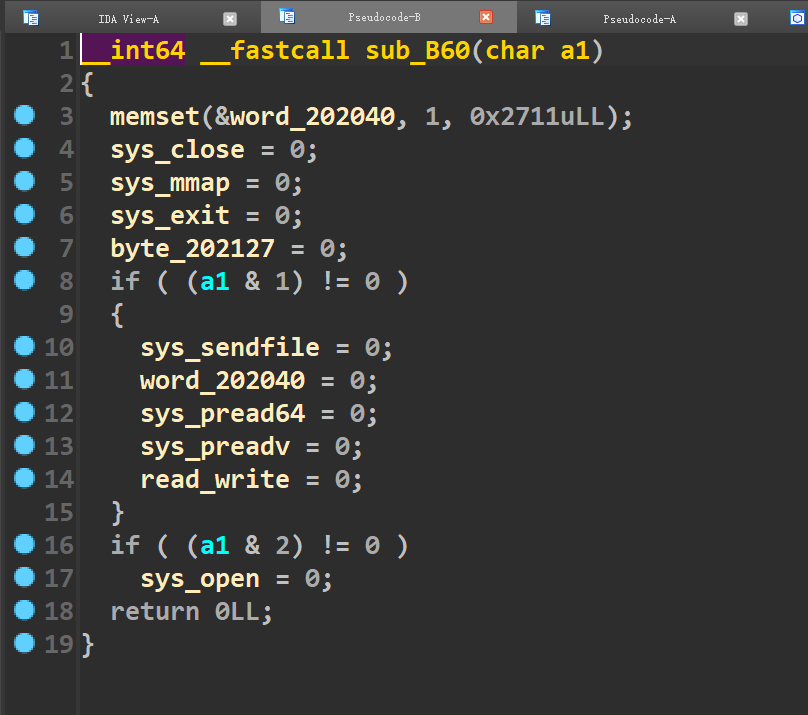 IDA View-A Pseudocode-B Pseudocode-A
1 __int64 __fastcall sub_B60(char a1)
2 {
3 memset(&word_202040, 1, 0x2711uLL);
4 sys_close = 0;
5 sys_mmap = 0;
6 sys_exit = 0;
7 byte_202127 = 0;
8 if ( (a1 & 1) != 0 )
9 {
10 sys_sendfile = 0;
11 word_202040 = 0;
12 sys_pread64 = 0;
13 sys_preadv = 0;
14 read_write = 0;
15 }
16 if ( (a1 & 2) != 0 )
17 sys_open = 0;
18 return 0LL;
19 }